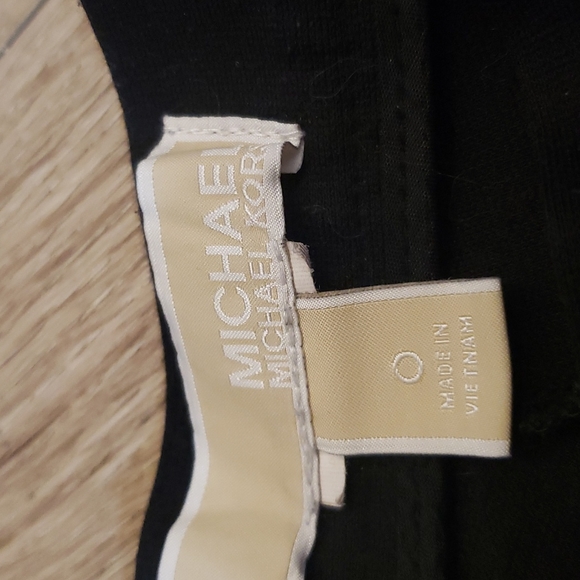 MICHAEL
MICHAEL KORS
0
MADE IN
VIETNAM